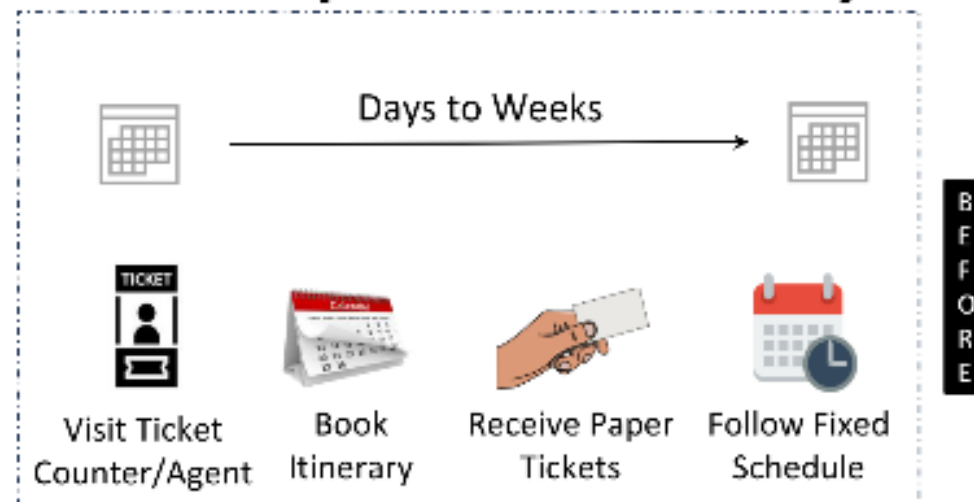 Days to Weeks
TICKET
Visit Ticket
Counter/Agent
Book
Itinerary
Receive Paper
Tickets
Follow Fixed
Schedule
B
F
F
O
R
E